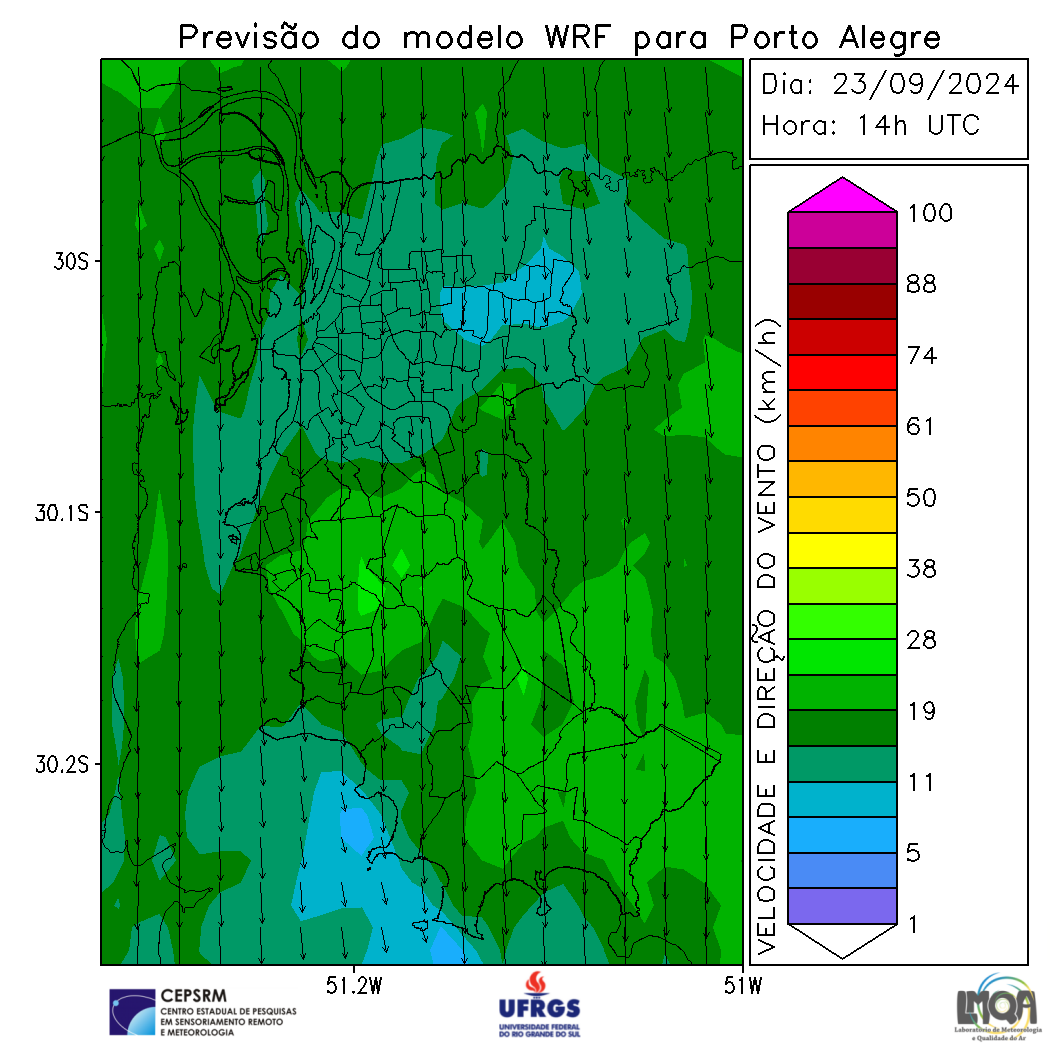 Previsão do modelo WRF para Porto Alegre
Dia: 23/09/2024
Hora: 14h UTC
30S
30.1S
30.2S
51.2W
51W
VELOCIDADE E DIREÇÃO DO VENTO (km/h)
100
88
74
61
50
38
28
19
11
5
1
CEPSRM
CENTRO ESTADUAL DE PESQUISAS
EM SENSORIAMENTO REMOTO
E METEOROLOGIA
UFRGS
UNIVERSIDADE FEDERAL
DO RIO GRANDE DO SUL
LMQA
Laboratório de Meteorologia
e Qualidade do Ar